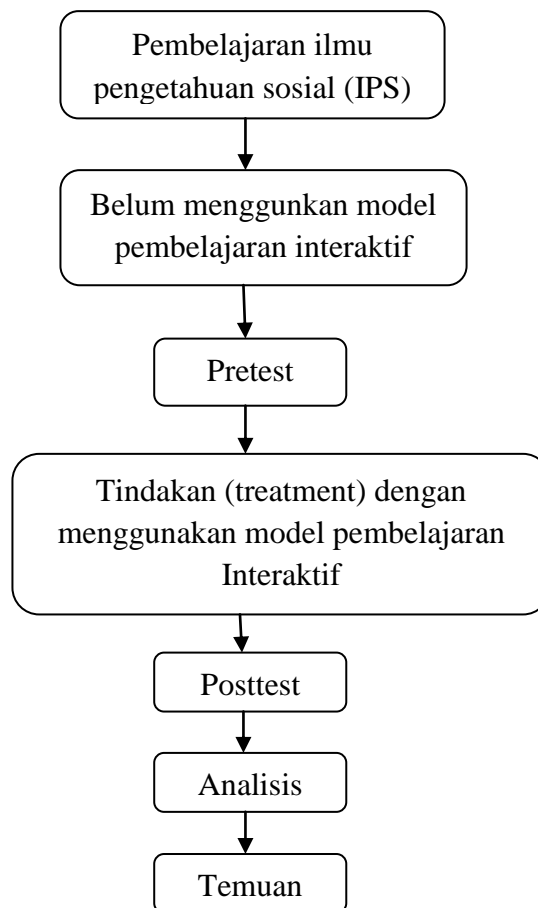 Pembelajaran ilmu
pengetahuan sosial (IPS)
Belum menggunkan model
pembelajaran interaktif
Pretest
Tindakan (treatment) dengan
menggunakan model pembelajaran
Interaktif
Posttest
Analisis
Temuan